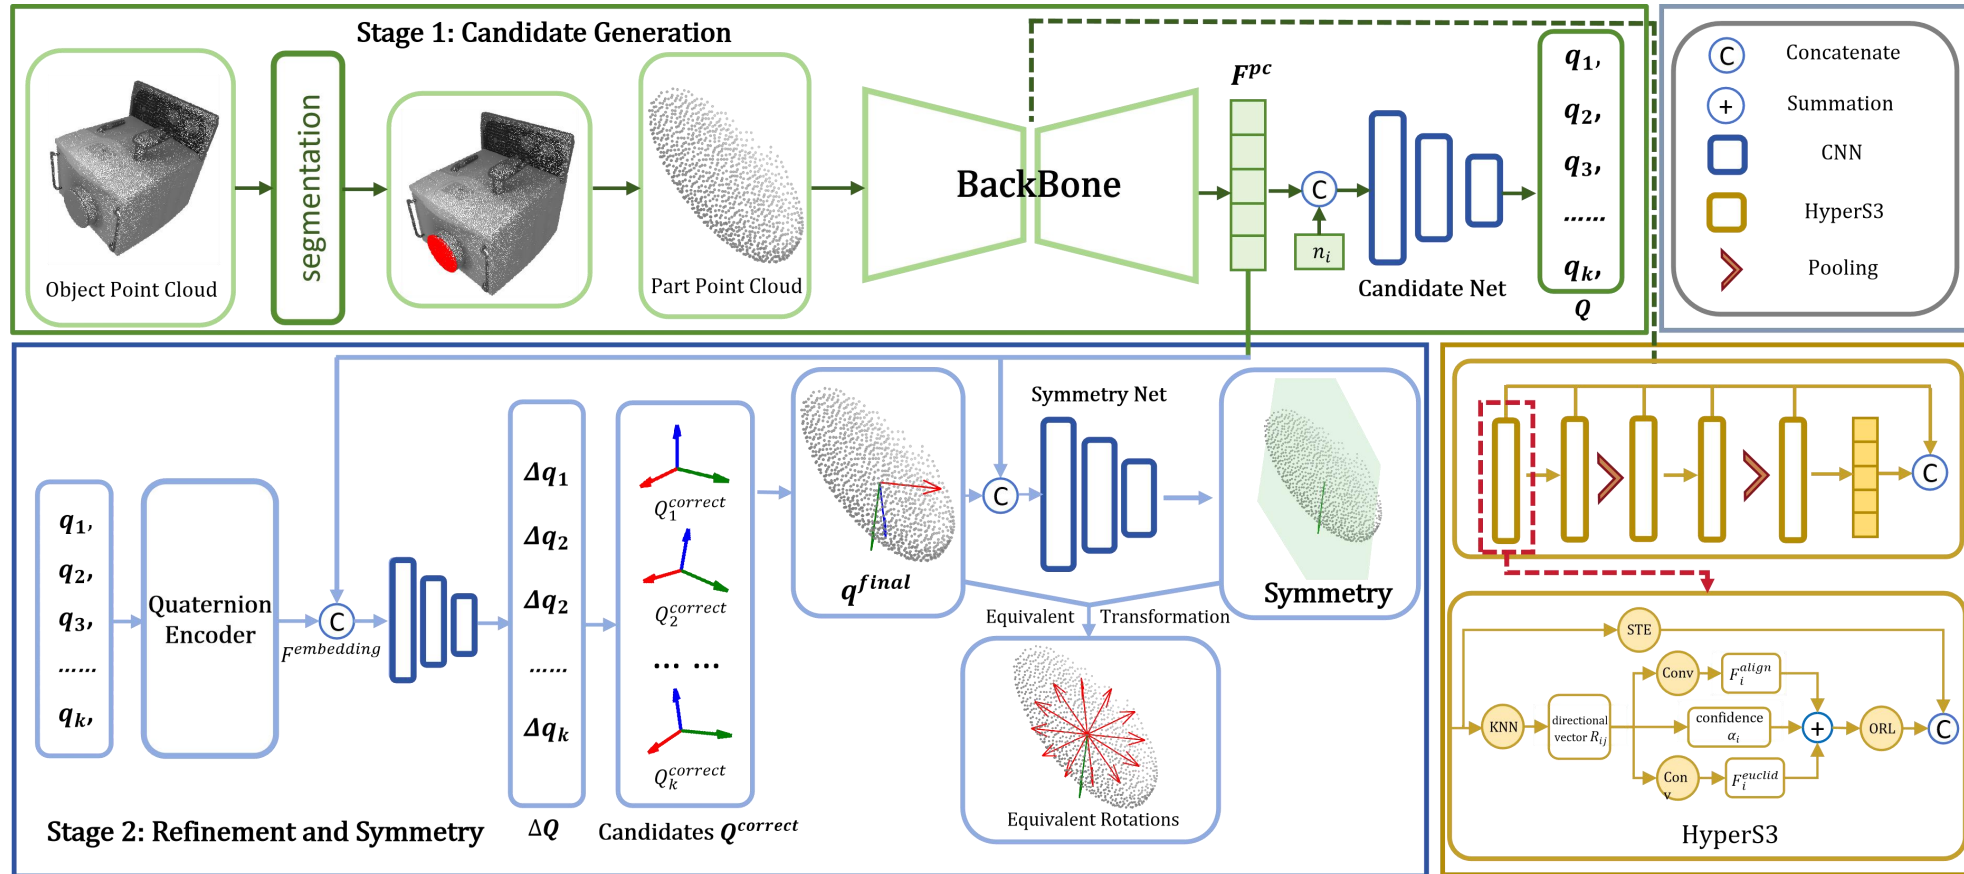 Stage 1: Candidate Generation
Object Point Cloud
segmentation
Part Point Cloud
BackBone
F^{pc}
C
n_i
Candidate Net
q_1,
q_2,
q_3,
......
q_k,
Q
C
Concatenate
+
Summation
CNN
HyperS3
Pooling
q_1,
q_2,
q_3,
......
q_k,
Quaternion
Encoder
F^{embedding}
C
Δq_1
Δq_2
Δq_2
......
Δq_k
ΔQ
Q_1^{correct}
Q_2^{correct}
... ...
Q_k^{correct}
Candidates Q^{correct}
q^{final}
C
Symmetry Net
Symmetry
Equivalent Transformation
Equivalent Rotations
Stage 2: Refinement and Symmetry
C
STE
KNN
directional
vector R_{ij}
Conv
F_i^{align}
confidence
α_i
Con
v
F_i^{euclid}
+
ORL
C
HyperS3